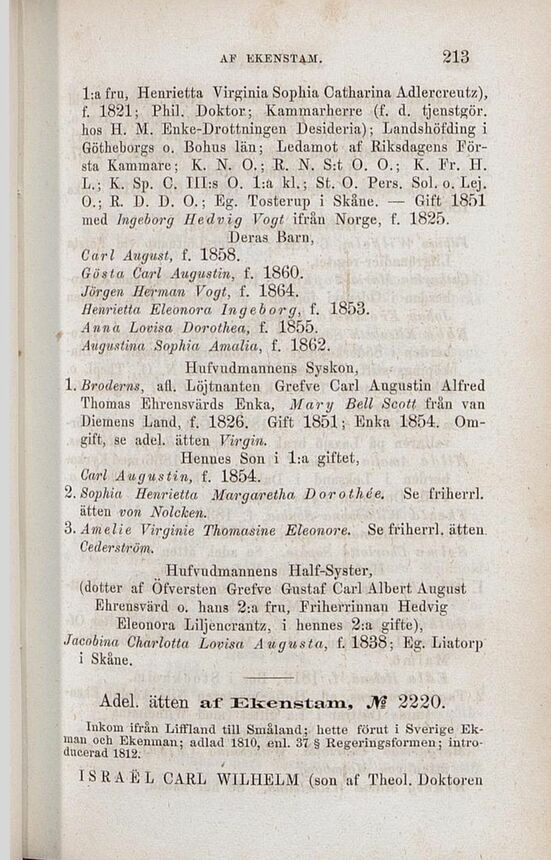 AF EKENSTAM. 213
1:a fru, Henrietta Virginia Sophia Catharina Adlercreutz),
f. 1821; Phil. Doktor; Kammarherre (f. d. tjenstgör.
hos H. M. Enke-Drottningen Desideria); Landshöfding i
Götheborgs o. Bohus län; Ledamot af Riksdagens För-
sta Kammare; K. N. O.; R. N. S:t O. O.; K. Fr. H.
L.; K. Sp. C. III:s O. 1:a kl.; St. O. Pers. Sol. o. Lej.
O.; R. D. D. O.; Eg. Tosterup i Skåne. — Gift 1851
med Ingeborg Hedvig Vogt ifrån Norge, f. 1825.
Deras Barn,
Carl August, f. 1858.
Gösta Carl Augustin, f. 1860.
Jörgen Herman Vogt, f. 1864.
Henrietta Eleonora Ingeborg, f. 1853.
Anna Lovisa Dorothea, f. 1855.
Augustina Sophia Amalia, f. 1862.
Hufvudmannens Syskon,
1. Broderns, afl. Löjtnanten Grefve Carl Augustin Alfred
Thomas Ehrensvärds Enka, Mary Bell Scott från van
Diemens Land, f. 1826. Gift 1851; Enka 1854. Om-
gift, se adel. ätten Virgin.
Hennes Son i 1:a giftet,
Carl Augustin, f. 1854.
2. Sophia Henrietta Margaretha Dorothée. Se friherrl.
ätten von Nolcken.
3. Amelie Virginie Thomasine Eleonore. Se friherrl. ätten
Cederström.
Hufvudmannens Half-Syster,
(dotter af Öfversten Grefve Gustaf Carl Albert August
Ehrensvärd o. hans 2:a fru, Friherrinnan Hedvig
Eleonora Liljencrantz, i hennes 2:a gifte),
Jacobina Charlotta Lovisa Augusta, f. 1838; Eg. Liatorp
i Skåne.
Adel. ätten af Ekenstam, № 2220.
Inkom ifrån Liffland till Småland; hette förut i Sverige Ek-
man och Ekenman; adlad 1810, enl. 37 § Regeringsformen; intro-
ducerad 1812.
ISRAËL CARL WILHELM (son af Theol. Doktoren